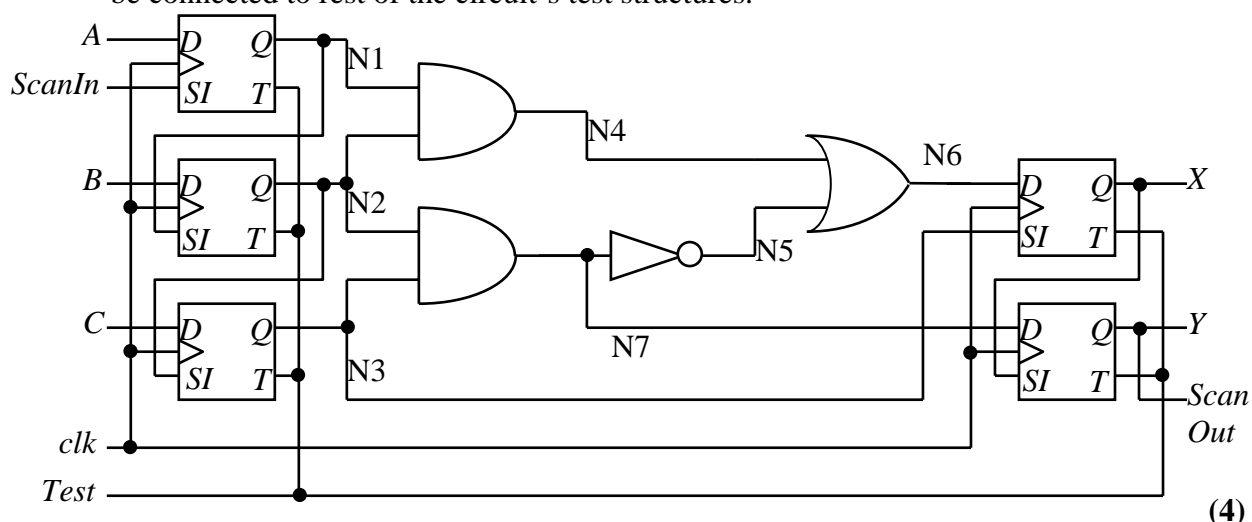 be connected to rest of the circuit's test structures.
A D Q N1
ScanIn SI T
N4
N6
B D Q N2 D Q X
SI T N5 SI T
C D Q N7 D Q Y
SI T N3 SI T Scan
Out
clk
Test
(4)